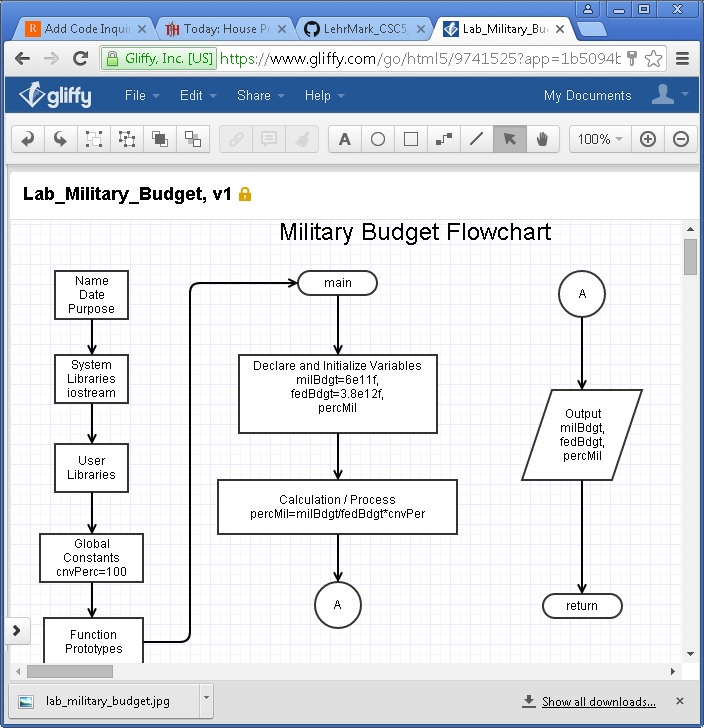 Add Code Inqui
Today: House Po
LehrMark_CSC5
Lab_Military_Bu
Gliffy, Inc. [US]
https://www.gliffy.com/go/html5/9741525?app=1b5094b
gliffy
File
Edit
Share
Help
My Documents
A
100%
Lab_Military_Budget, v1
Military Budget Flowchart
Name
Date
Purpose
System
Libraries
iostream
User
Libraries
Global
Constants
cnvPerc=100
Function
Prototypes
main
Declare and Initialize Variables
milBdgt=6e11f,
fedBdgt=3.8e12f,
percMil
Calculation / Process
percMil=milBdgt/fedBdgt*cnvPer
A
A
Output
milBdgt,
fedBdgt,
percMil
return
lab_military_budget.jpg
Show all downloads...